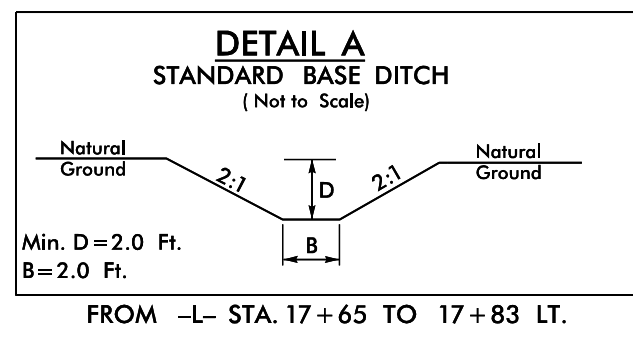 DETAIL A
STANDARD BASE DITCH
( Not to Scale)
Natural
Ground
2:1
D
2:1
Natural
Ground
B
Min. D=2.0 Ft.
B=2.0 Ft.
FROM -L- STA. 17+65 TO 17+83 LT.